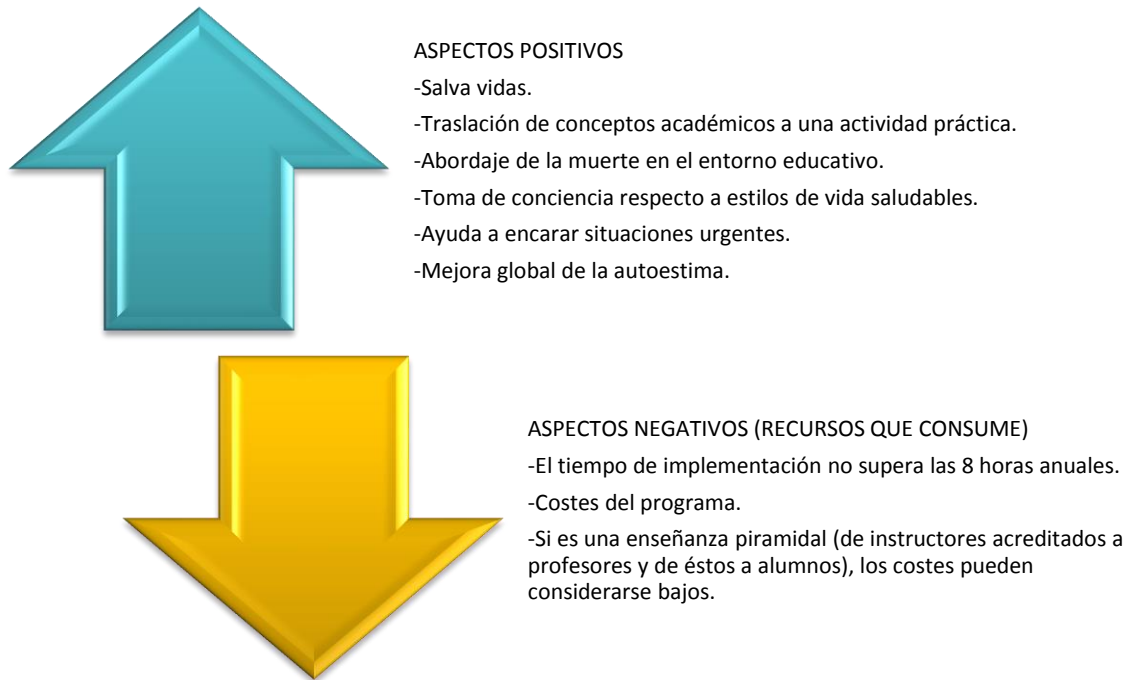 ASPECTOS POSITIVOS
-Salva vidas.
-Traslación de conceptos académicos a una actividad práctica.
-Abordaje de la muerte en el entorno educativo.
-Toma de conciencia respecto a estilos de vida saludables.
-Ayuda a encarar situaciones urgentes.
-Mejora global de la autoestima.
ASPECTOS NEGATIVOS (RECURSOS QUE CONSUME)
-El tiempo de implementación no supera las 8 horas anuales.
-Costes del programa.
-Si es una enseñanza piramidal (de instructores acreditados a
profesores y de éstos a alumnos), los costes pueden
considerarse bajos.